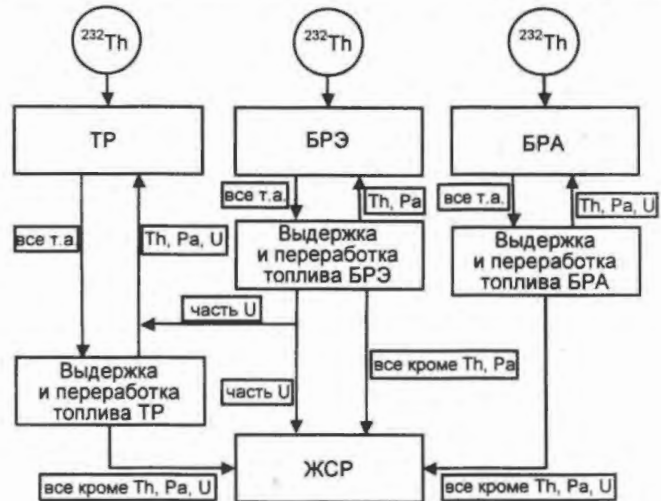 ²³²Th
²³²Th
²³²Th
ТР
БРЭ
БРА
все т.а.
Th, Pa
все т.а.
Th, Pa, U
все т.а.
Th, Pa, U
Выдержка
и переработка
топлива БРЭ
Выдержка
и переработка
топлива БРА
часть U
Выдержка
и переработка
топлива ТР
все кроме Th, Pa
часть U
ЖСР
все кроме Th, Pa, U
все кроме Th, Pa, U